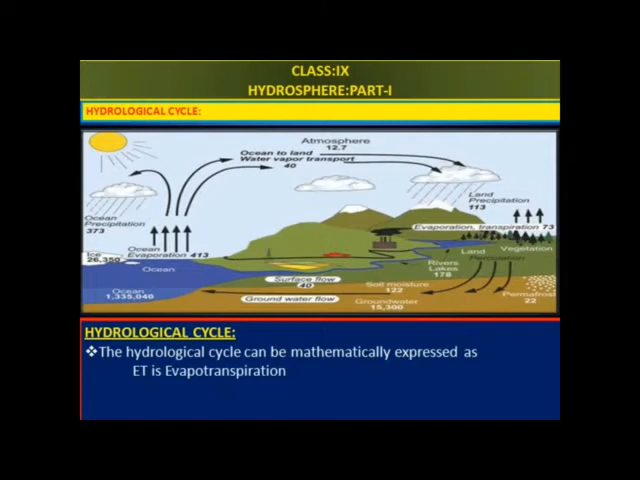 CLASS:IX
HYDROSPHERE:PART-I
HYDROLOGICAL CYCLE:
Atmosphere
12.7
Ocean to land
Water vapor transport
40
Land
Precipitation
113
Ocean
Precipitation
373
Evaporation, transpiration 73
Ocean
Evaporation 413
Ice
26,350
Ocean
Land
Vegetation
Percolation
Rivers
Lakes
178
Surface flow
40
Soil moisture
122
Ocean
1,335,040
Ground water flow
Groundwater
15,300
Permafrost
22
HYDROLOGICAL CYCLE:
❖The hydrological cycle can be mathematically expressed as
ET is Evapotranspiration